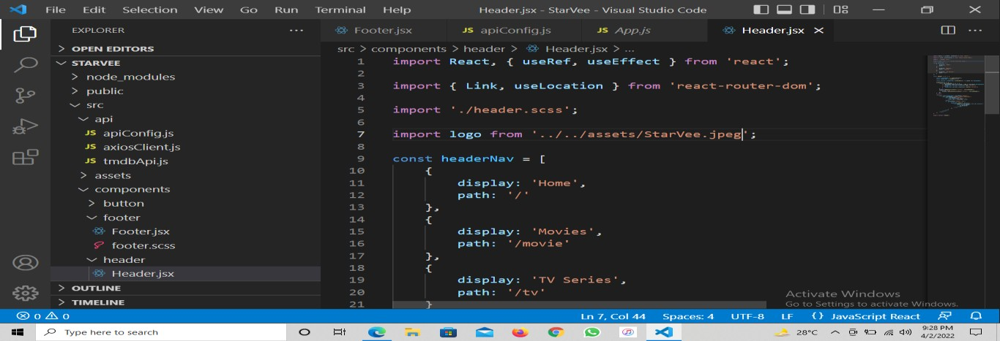 File Edit Selection View Go Run Terminal Help Header.jsx - StarVee - Visual Studio Code
EXPLORER ... Footer.jsx JS apiConfig.js JS App.js Header.jsx
> OPEN EDITORS
src > components > header > Header.jsx > ...
STARVEE
> node_modules
> public
src
api
JS apiConfig.js
JS axiosClient.js
JS tmdbApi.js
> assets
components
> button
footer
Footer.jsx
footer.scss
header
Header.jsx
> OUTLINE
> TIMELINE
1 import React, { useRef, useEffect } from 'react';
2
3 import { Link, useLocation } from 'react-router-dom';
4
5 import './header.scss';
6
7 import logo from '../../assets/StarVee.jpeg';
8
9 const headerNav = [
10 {
11 display: 'Home',
12 path: '/'
13 },
14 {
15 display: 'Movies',
16 path: '/movie'
17 },
18 {
19 display: 'TV Series',
20 path: '/tv'
21 }
Activate Windows
Go to Settings to activate Windows.
0 0 Ln 7, Col 44 Spaces: 4 UTF-8 LF {} JavaScript React
Type here to search 28°C 9:28 PM
4/2/2022